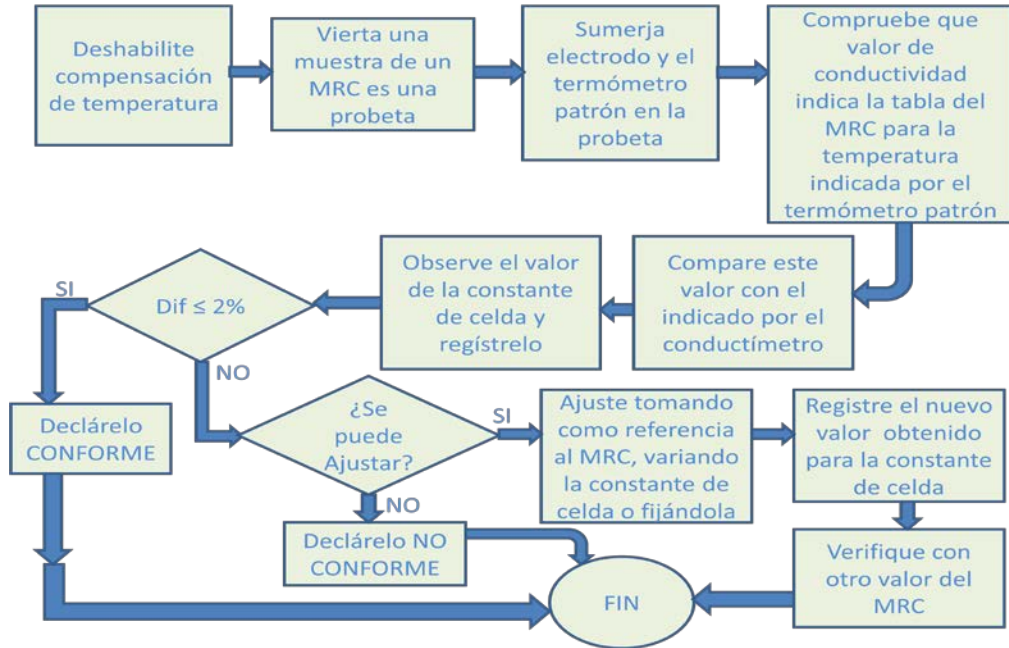 Deshabilite
compensación
de temperatura
Vierta una
muestra de un
MRC es una
probeta
Sumerja
electrodo y el
termómetro
patrón en la
probeta
Compruebe que
valor de
conductividad
indica la tabla del
MRC para la
temperatura
indicada por el
termómetro patrón
Compare este
valor con el
indicado por el
conductímetro
Observe el valor
de la constante
de celda y
regístrelo
Dif ≤ 2%
SI
NO
Declárelo
CONFORME
¿Se
puede
Ajustar?
SI
NO
Ajuste tomando
como referencia
al MRC, variando
la constante de
celda o fijándola
Registre el nuevo
valor obtenido
para la constante
de celda
Declárelo NO
CONFORME
Verifique con
otro valor del
MRC
FIN